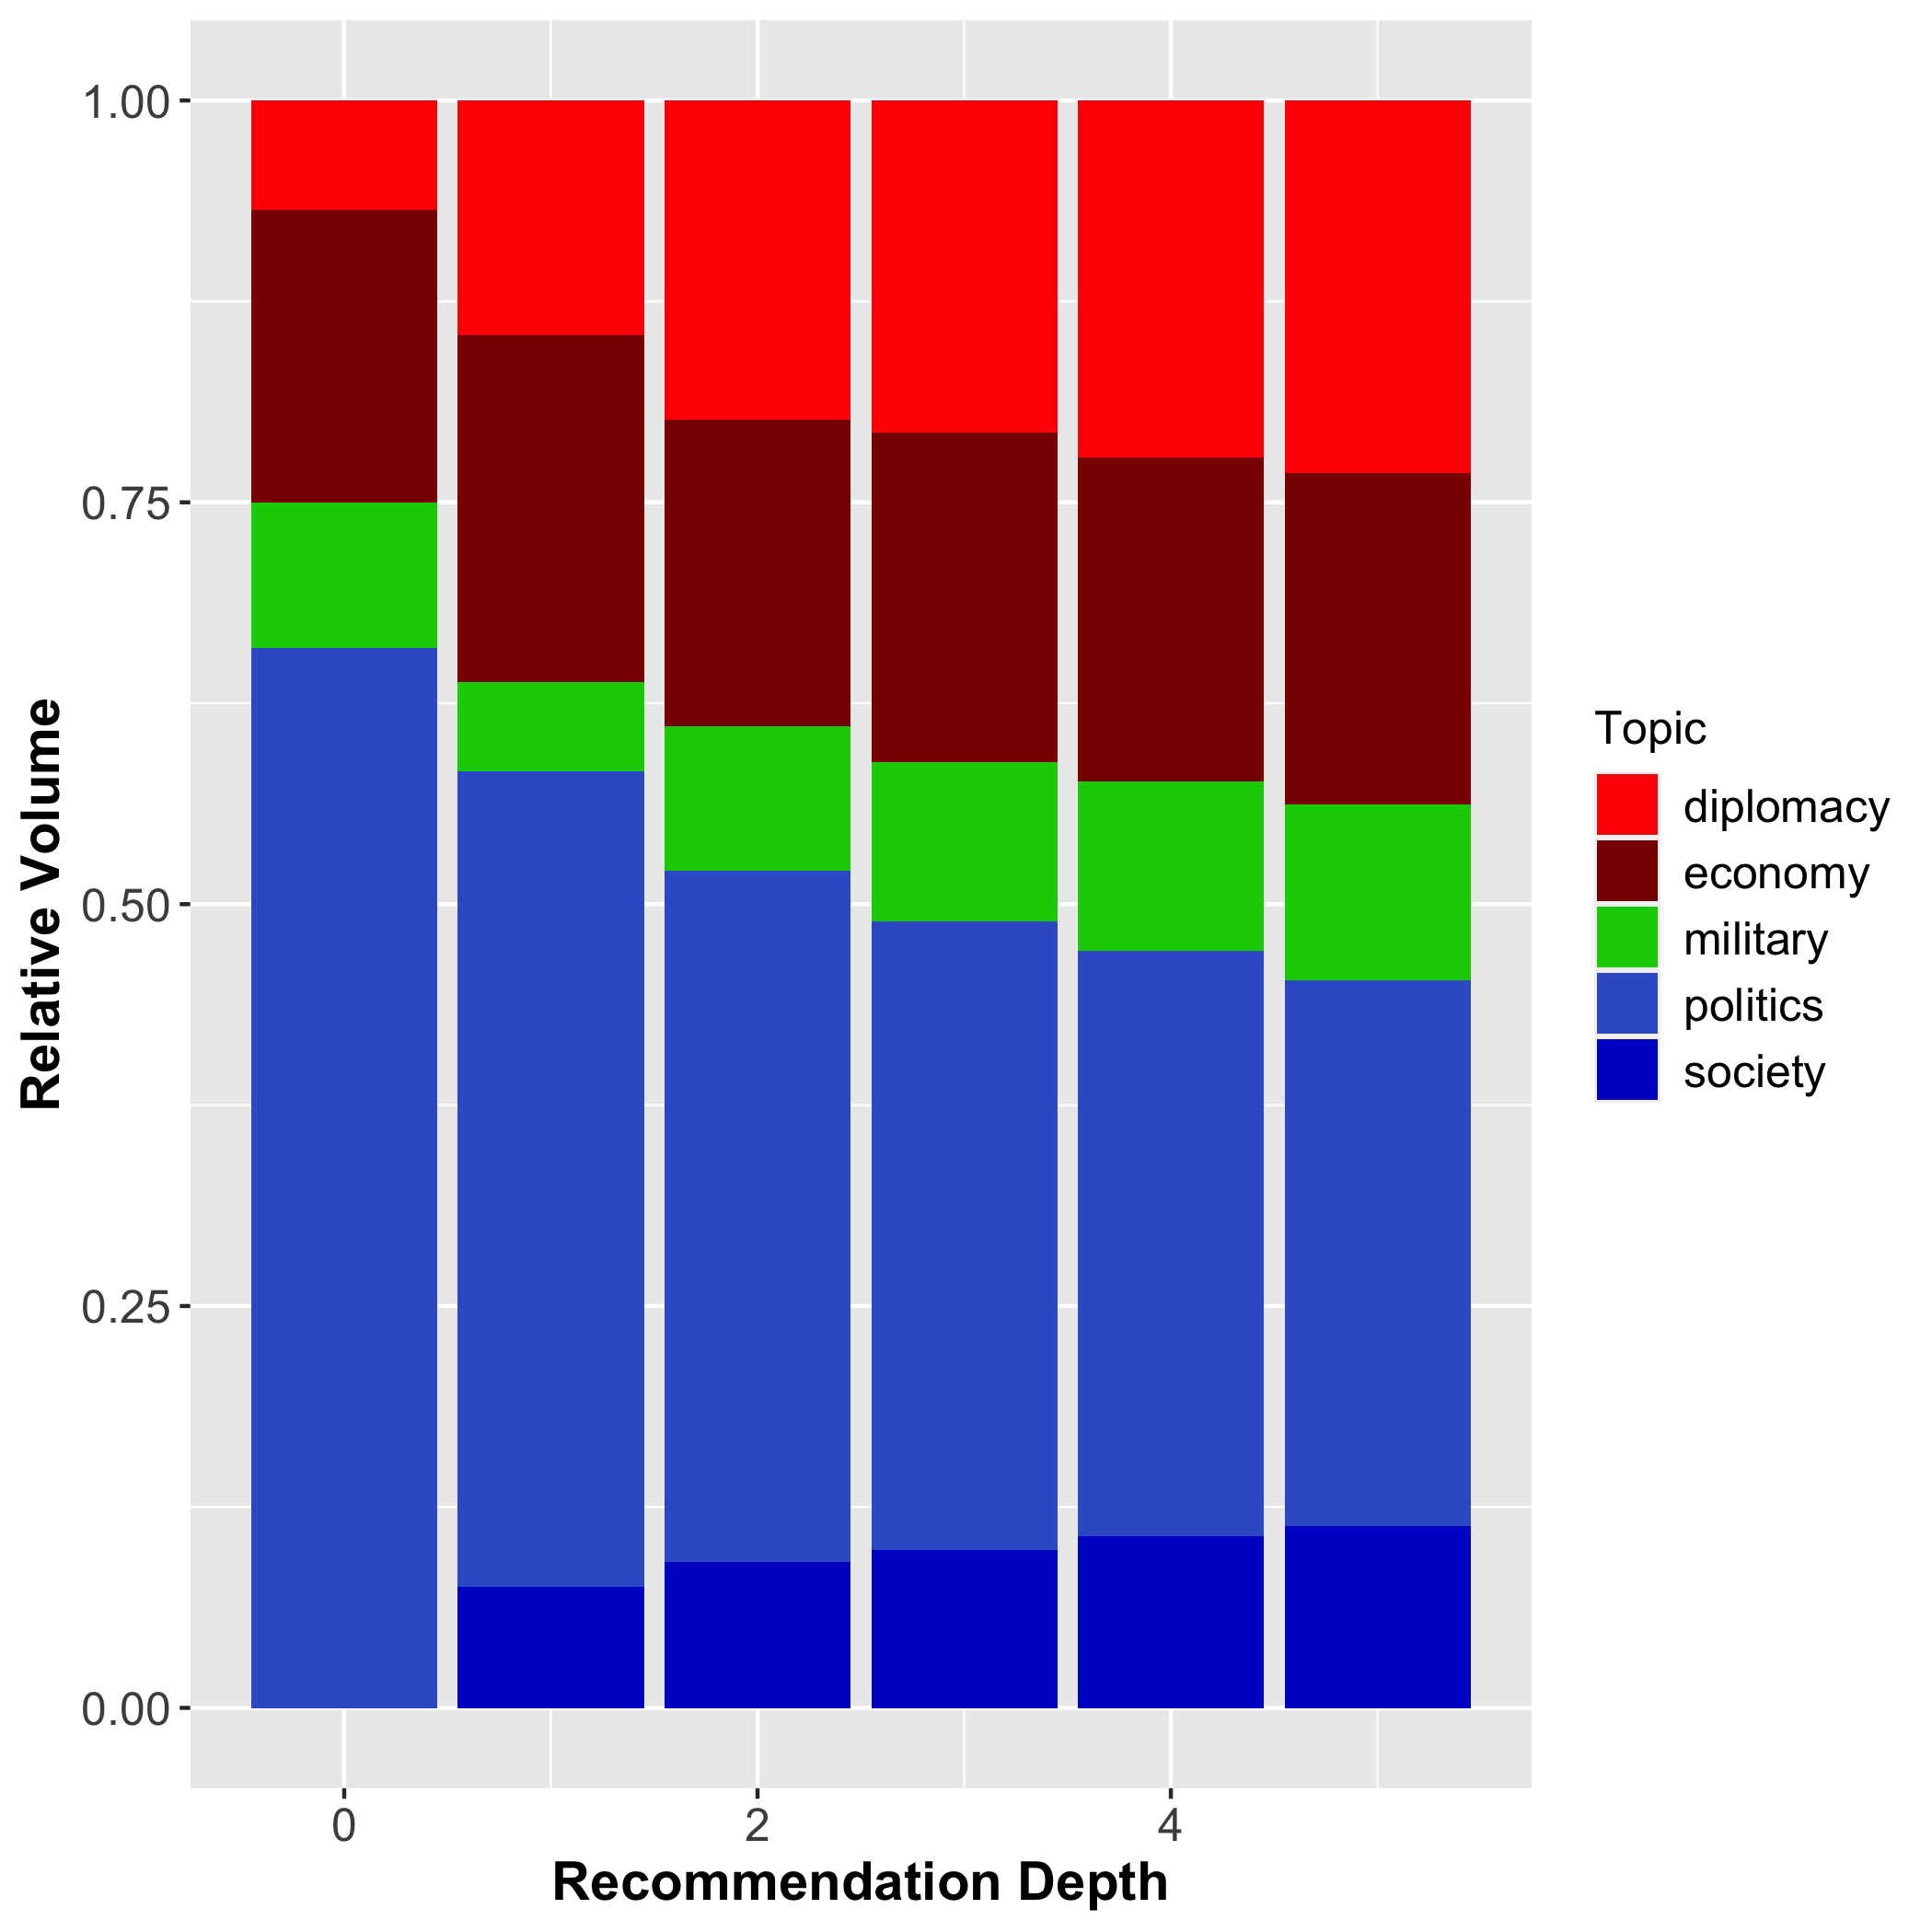 1.00
0.75
0.50
0.25
0.00
Relative Volume
0
2
4
Recommendation Depth
Topic
diplomacy
economy
military
politics
society